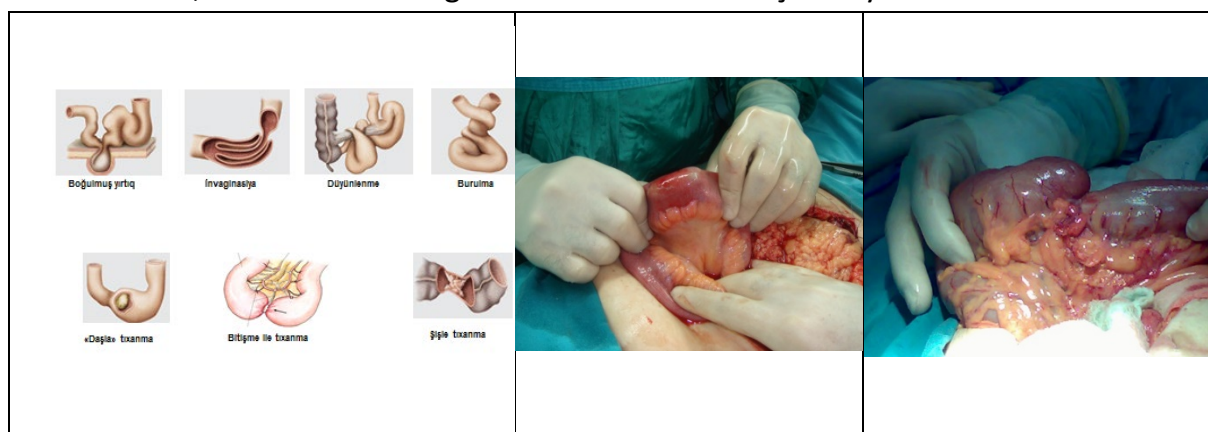 Boğulmuş yırtıq
İnvaginasiya
Düyünlenme
Burulma
«Daşla» tıxanma
Bitişme ile tıxanma
Şişle tıxanma